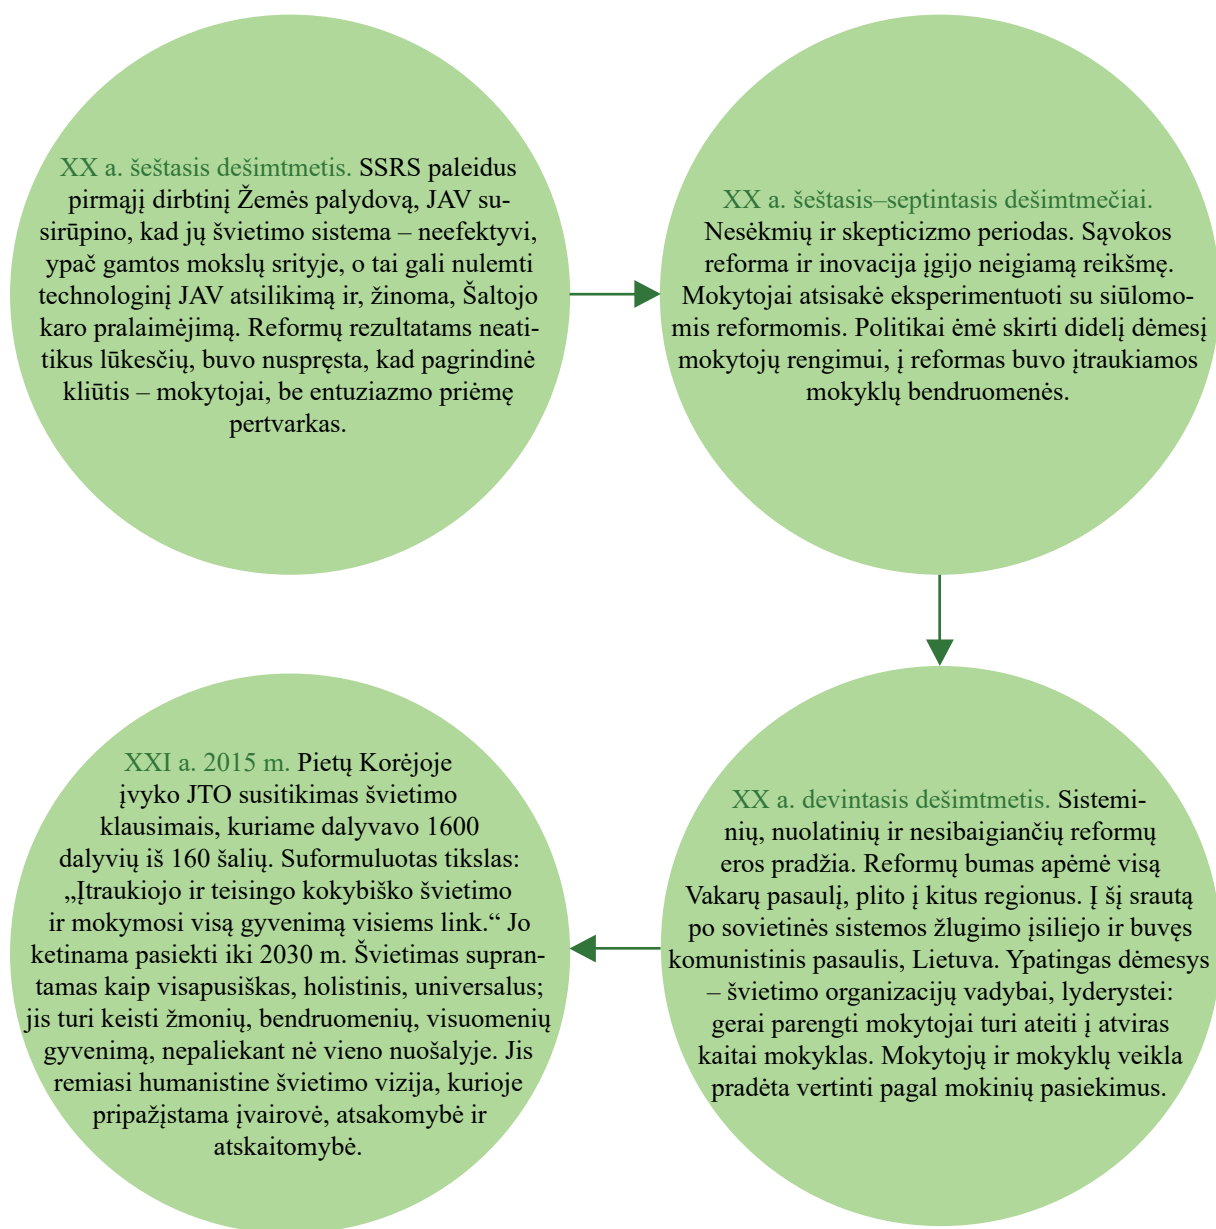 XX a. šeštasis dešimtmetis. SSRS paleidus
pirmąjį dirbtinį Žemės palydovą, JAV su-
sirūpino, kad jų švietimo sistema – neefektyvi,
ypač gamtos mokslų srityje, o tai gali nulemti
technologinį JAV atsilikimą ir, žinoma, Šaltojo
karo pralaimėjimą. Reformų rezultatams neati-
tikus lūkesčių, buvo nuspręsta, kad pagrindinė
kliūtis – mokytojai, be entuziazmo priėmę
pertvarkas.
XX a. šeštasis–septintasis dešimtmečiai.
Nesėkmių ir skepticizmo periodas. Sąvokos
reforma ir inovacija įgijo neigiamą reikšmę.
Mokytojai atsisakė eksperimentuoti su siūlomo-
mis reformomis. Politikai ėmė skirti didelį dėmesį
mokytojų rengimui, į reformas buvo įtraukiamos
mokyklų bendruomenės.
XX a. devintasis dešimtmetis. Sistemi-
nių, nuolatinių ir nesibaigiančių reformų
eros pradžia. Reformų bumas apėmė visą
Vakarų pasaulį, plito į kitus regionus. Į šį srautą
po sovietinės sistemos žlugimo įsiliejo ir buvęs
komunistinis pasaulis, Lietuva. Ypatingas dėmesys
– švietimo organizacijų vadybai, lyderystei:
gerai parengti mokytojai turi ateiti į atviras
kaitai mokyklas. Mokytojų ir mokyklų veikla
pradėta vertinti pagal mokinių pasiekimus.
XXI a. 2015 m. Pietų Korėjoje
įvyko JTO susitikimas švietimo
klausimais, kuriame dalyvavo 1600
dalyvių iš 160 šalių. Suformuluotas tikslas:
„Įtraukiojo ir teisingo kokybiško švietimo
ir mokymosi visą gyvenimą visiems link.“ Jo
ketinama pasiekti iki 2030 m. Švietimas supran-
tamas kaip visapusiškas, holistinis, universalus;
jis turi keisti žmonių, bendruomenių, visuomenių
gyvenimą, nepaliekant nė vieno nuošalyje. Jis
remiasi humanistine švietimo vizija, kurioje
pripažįstama įvairovė, atsakomybė ir
atskaitomybė.